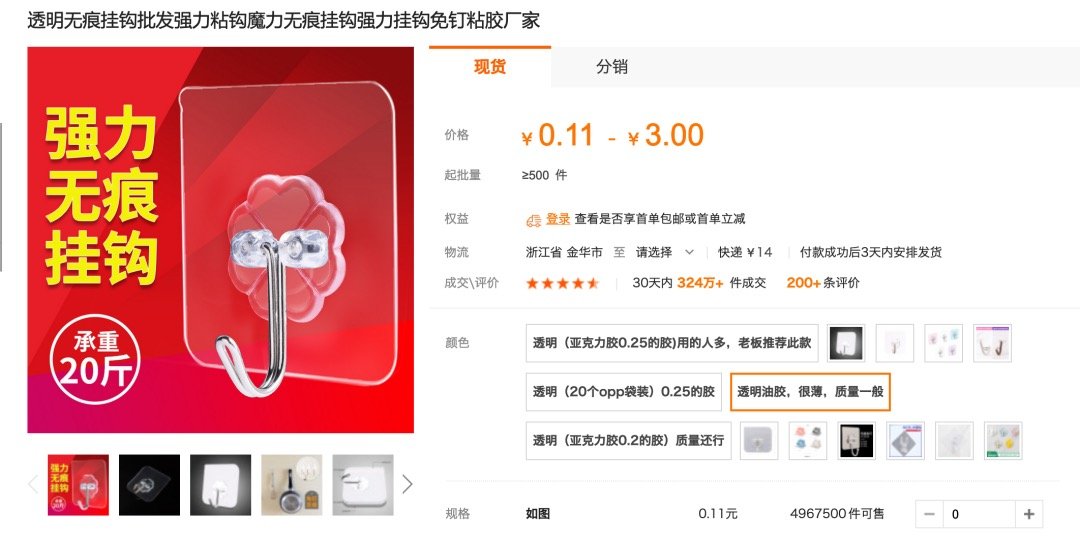 透明无痕挂钩批发强力粘钩魔力无痕挂钩强力挂钩免钉粘胶厂家
强力
无痕
挂钩
承重
20斤
现货
分销
价格
¥ 0.11 - ¥ 3.00
起批量
≥500 件
权益
登录 查看是否享首单包邮或首单立减
物流
浙江省 金华市 至 请选择 快递 ¥14 付款成功后3天内安排发货
成交\评价
30天内 324万+ 件成交 200+ 条评价
颜色
透明（亚克力胶0.25的胶)用的人多，老板推荐此款
透明（20个opp袋装）0.25的胶
透明油胶，很薄，质量一般
透明（亚克力胶0.2的胶）质量还行
强力
无痕
挂钩
规格
如图
0.11元
4967500件可售
− 0 +